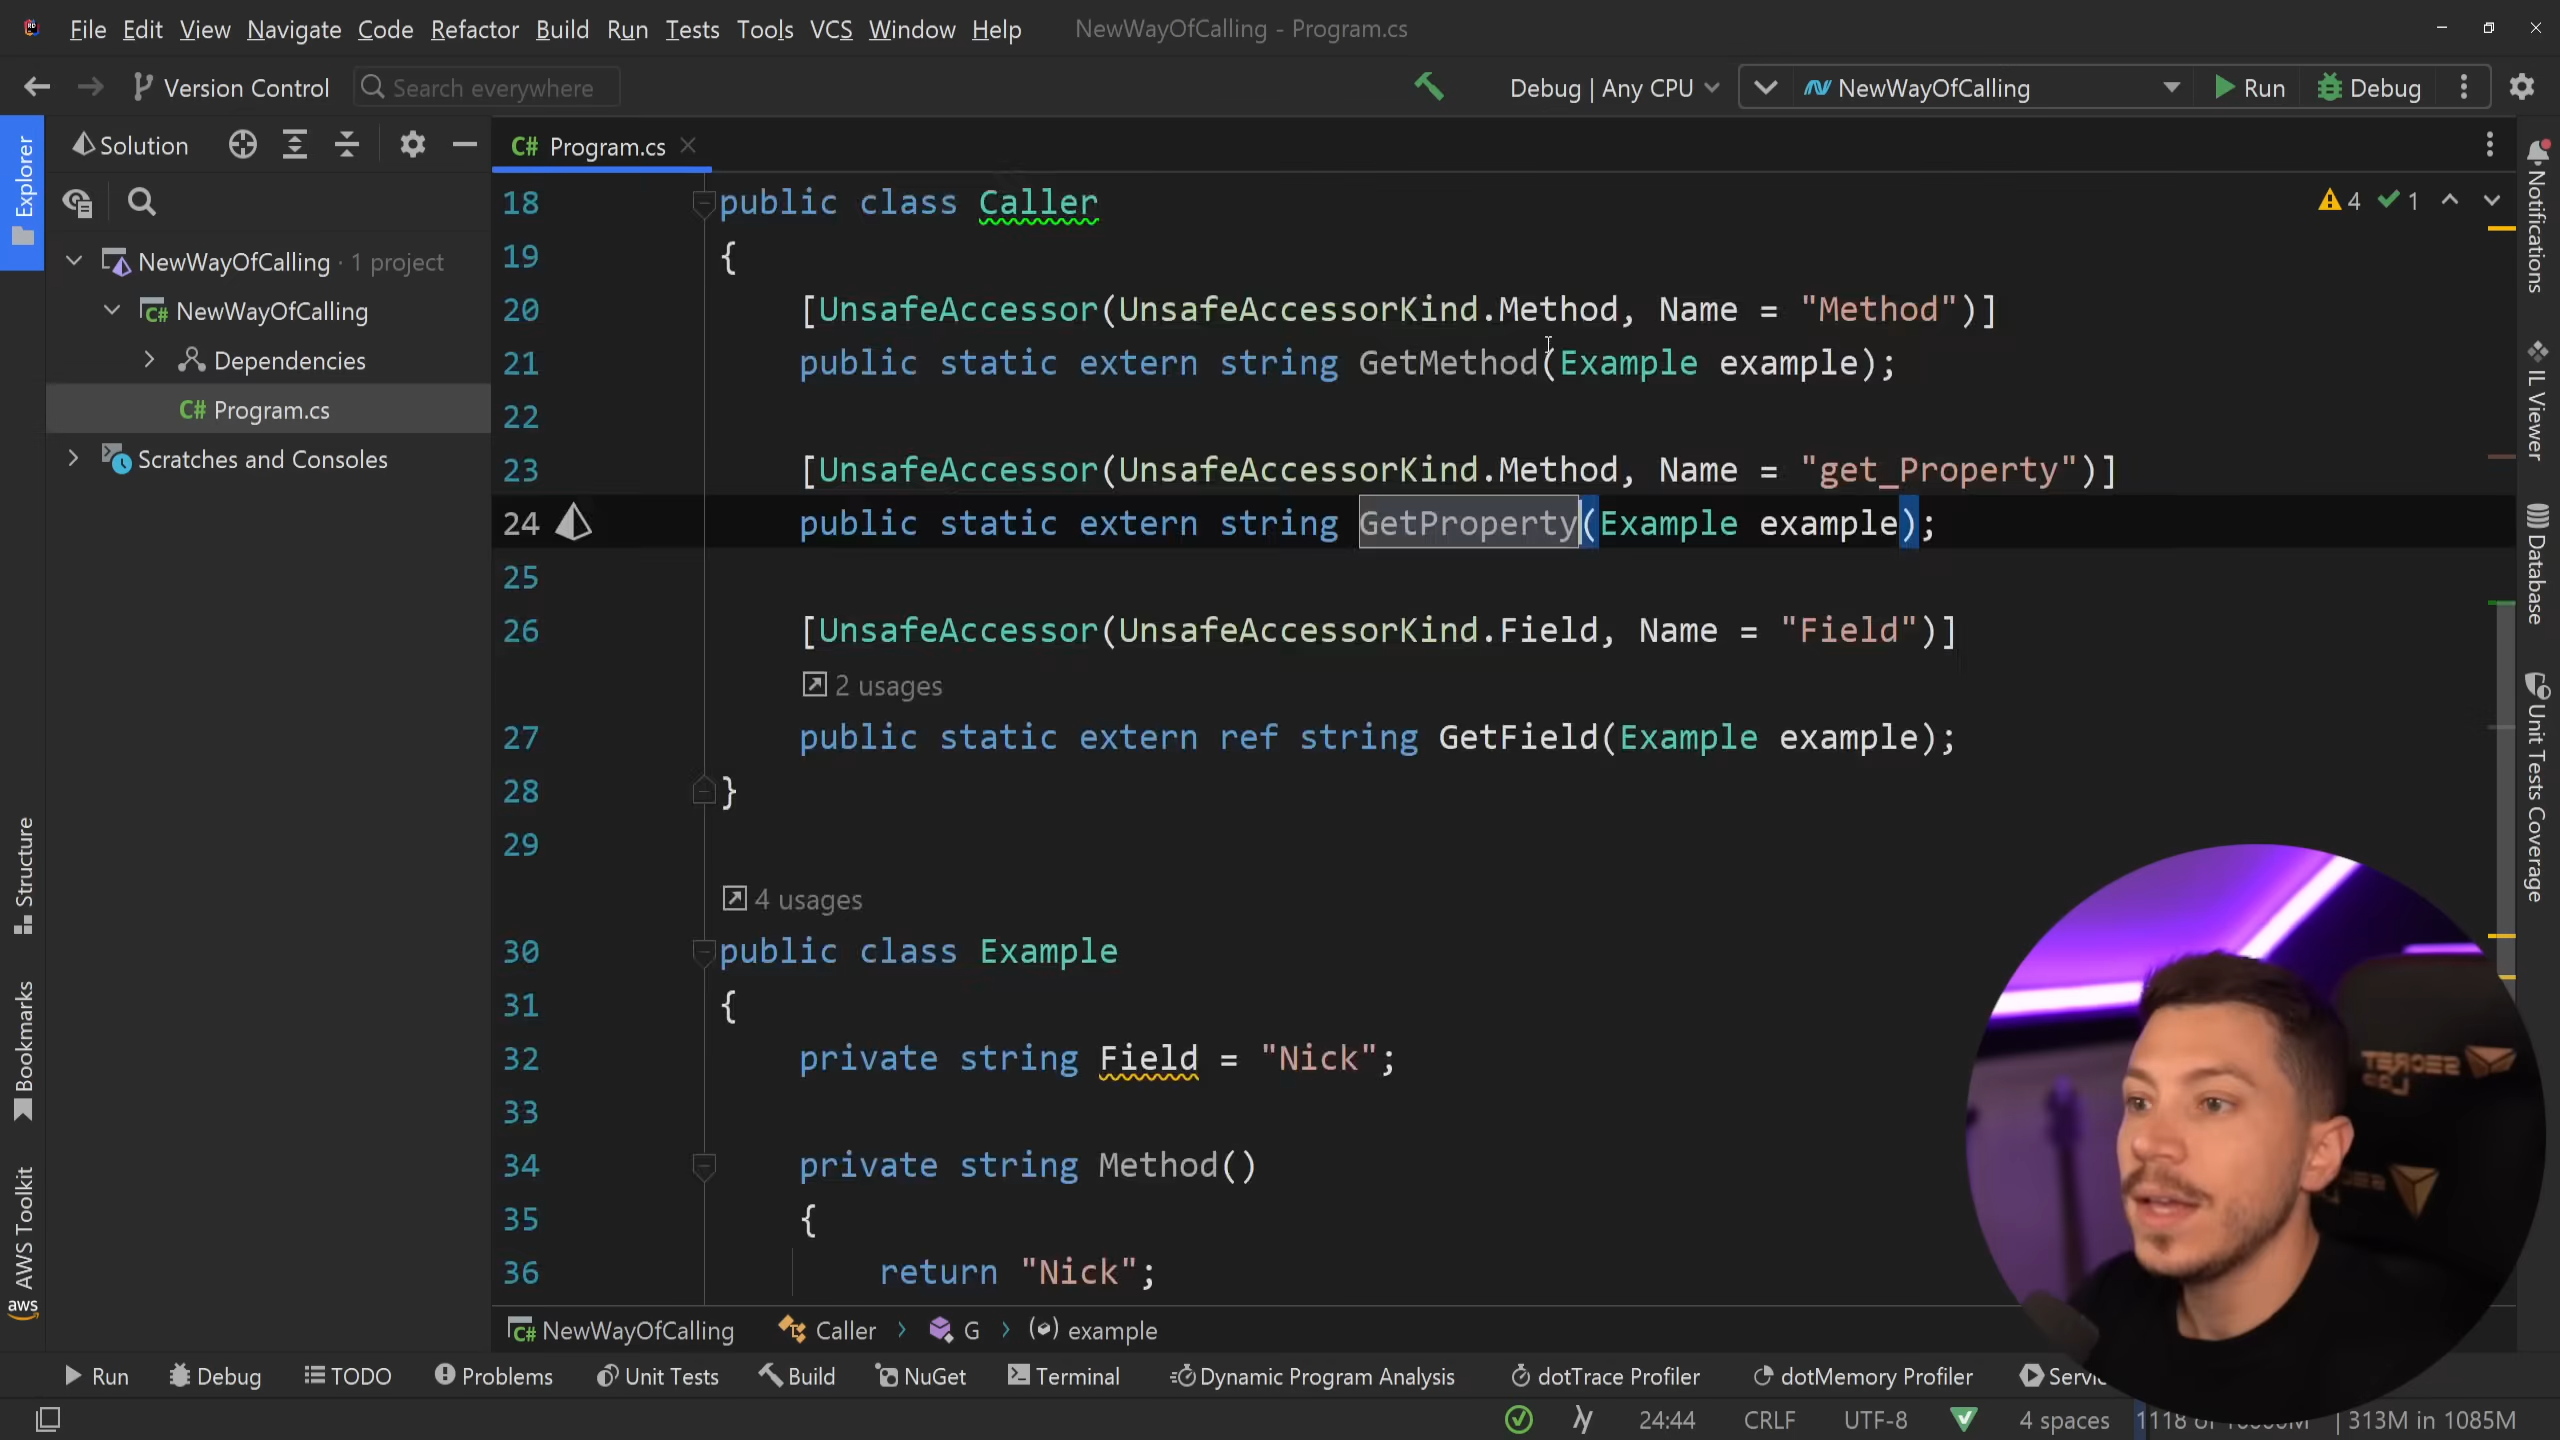 File Edit View Navigate Code Refactor Build Run Tests Tools VCS Window Help NewWayOfCalling - Program.cs
Version Control Search everywhere Debug | Any CPU NewWayOfCalling Run Debug
Explorer
Solution
NewWayOfCalling · 1 project
NewWayOfCalling
Dependencies
C# Program.cs
Scratches and Consoles
Structure
Bookmarks
AWS Toolkit
aws
C# Program.cs
4 1
18 public class Caller
19 {
20 [UnsafeAccessor(UnsafeAccessorKind.Method, Name = "Method")]
21 public static extern string GetMethod(Example example);
22
23 [UnsafeAccessor(UnsafeAccessorKind.Method, Name = "get_Property")]
24 public static extern string GetProperty(Example example);
25
26 [UnsafeAccessor(UnsafeAccessorKind.Field, Name = "Field")]
2 usages
27 public static extern ref string GetField(Example example);
28 }
29
4 usages
30 public class Example
31 {
32 private string Field = "Nick";
33
34 private string Method()
35 {
36 return "Nick";
Notifications
IL Viewer
Database
Unit Tests Coverage
NewWayOfCalling Caller › G › example
Run Debug TODO Problems Unit Tests Build NuGet Terminal Dynamic Program Analysis dotTrace Profiler dotMemory Profiler
24:44 CRLF UTF-8 4 spaces 313M in 1085M